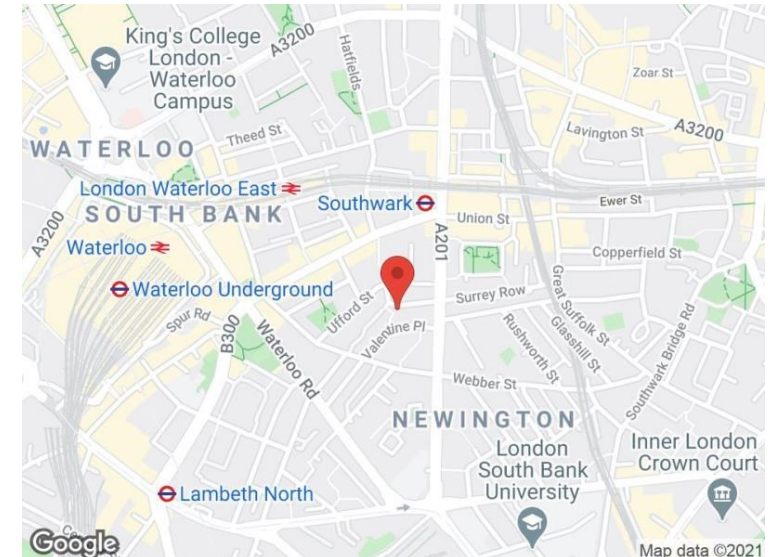 King's College
London -
Waterloo
Campus
A3200
Hatfields
Zoar St
Theed St
Lavington St
A3200
WATERLOO
London Waterloo East
Southwark
Ewer St
SOUTH BANK
Union St
A3200
A201
Waterloo
Copperfield St
Waterloo Underground
Ufford St
Surrey Row
Great Suffolk St
Spur Rd
B300
Waterloo Rd
Valentine Pl
Rushworth St
Glasshill St
Southwark Bridge Rd
Webber St
NEWINGTON
London
South Bank
University
Inner London
Crown Court
Lambeth North
Google
Map data ©2021